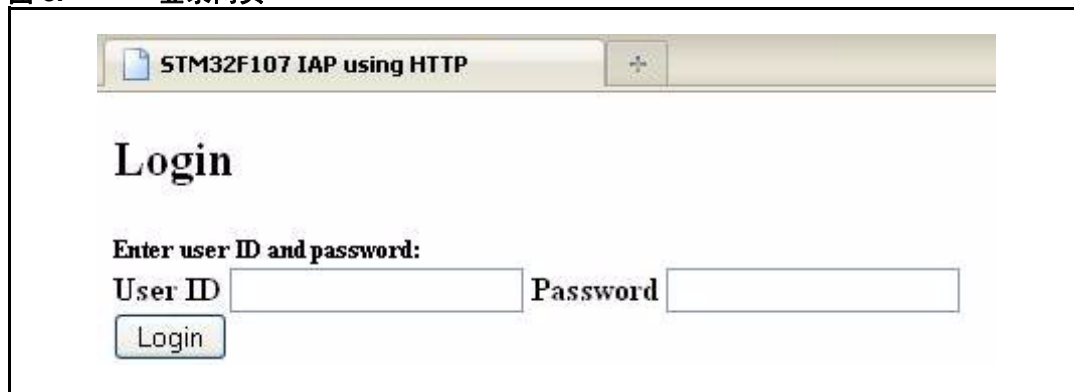 STM32F107 IAP using HTTP
Login
Enter user ID and password:
User ID Password
Login